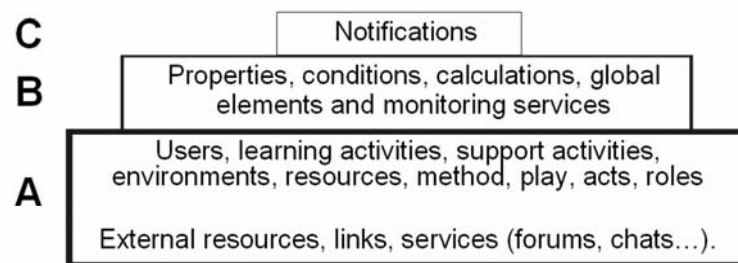 C
Notifications
B
Properties, conditions, calculations, global
elements and monitoring services
A
Users, learning activities, support activities,
environments, resources, method, play, acts, roles
External resources, links, services (forums, chats…).